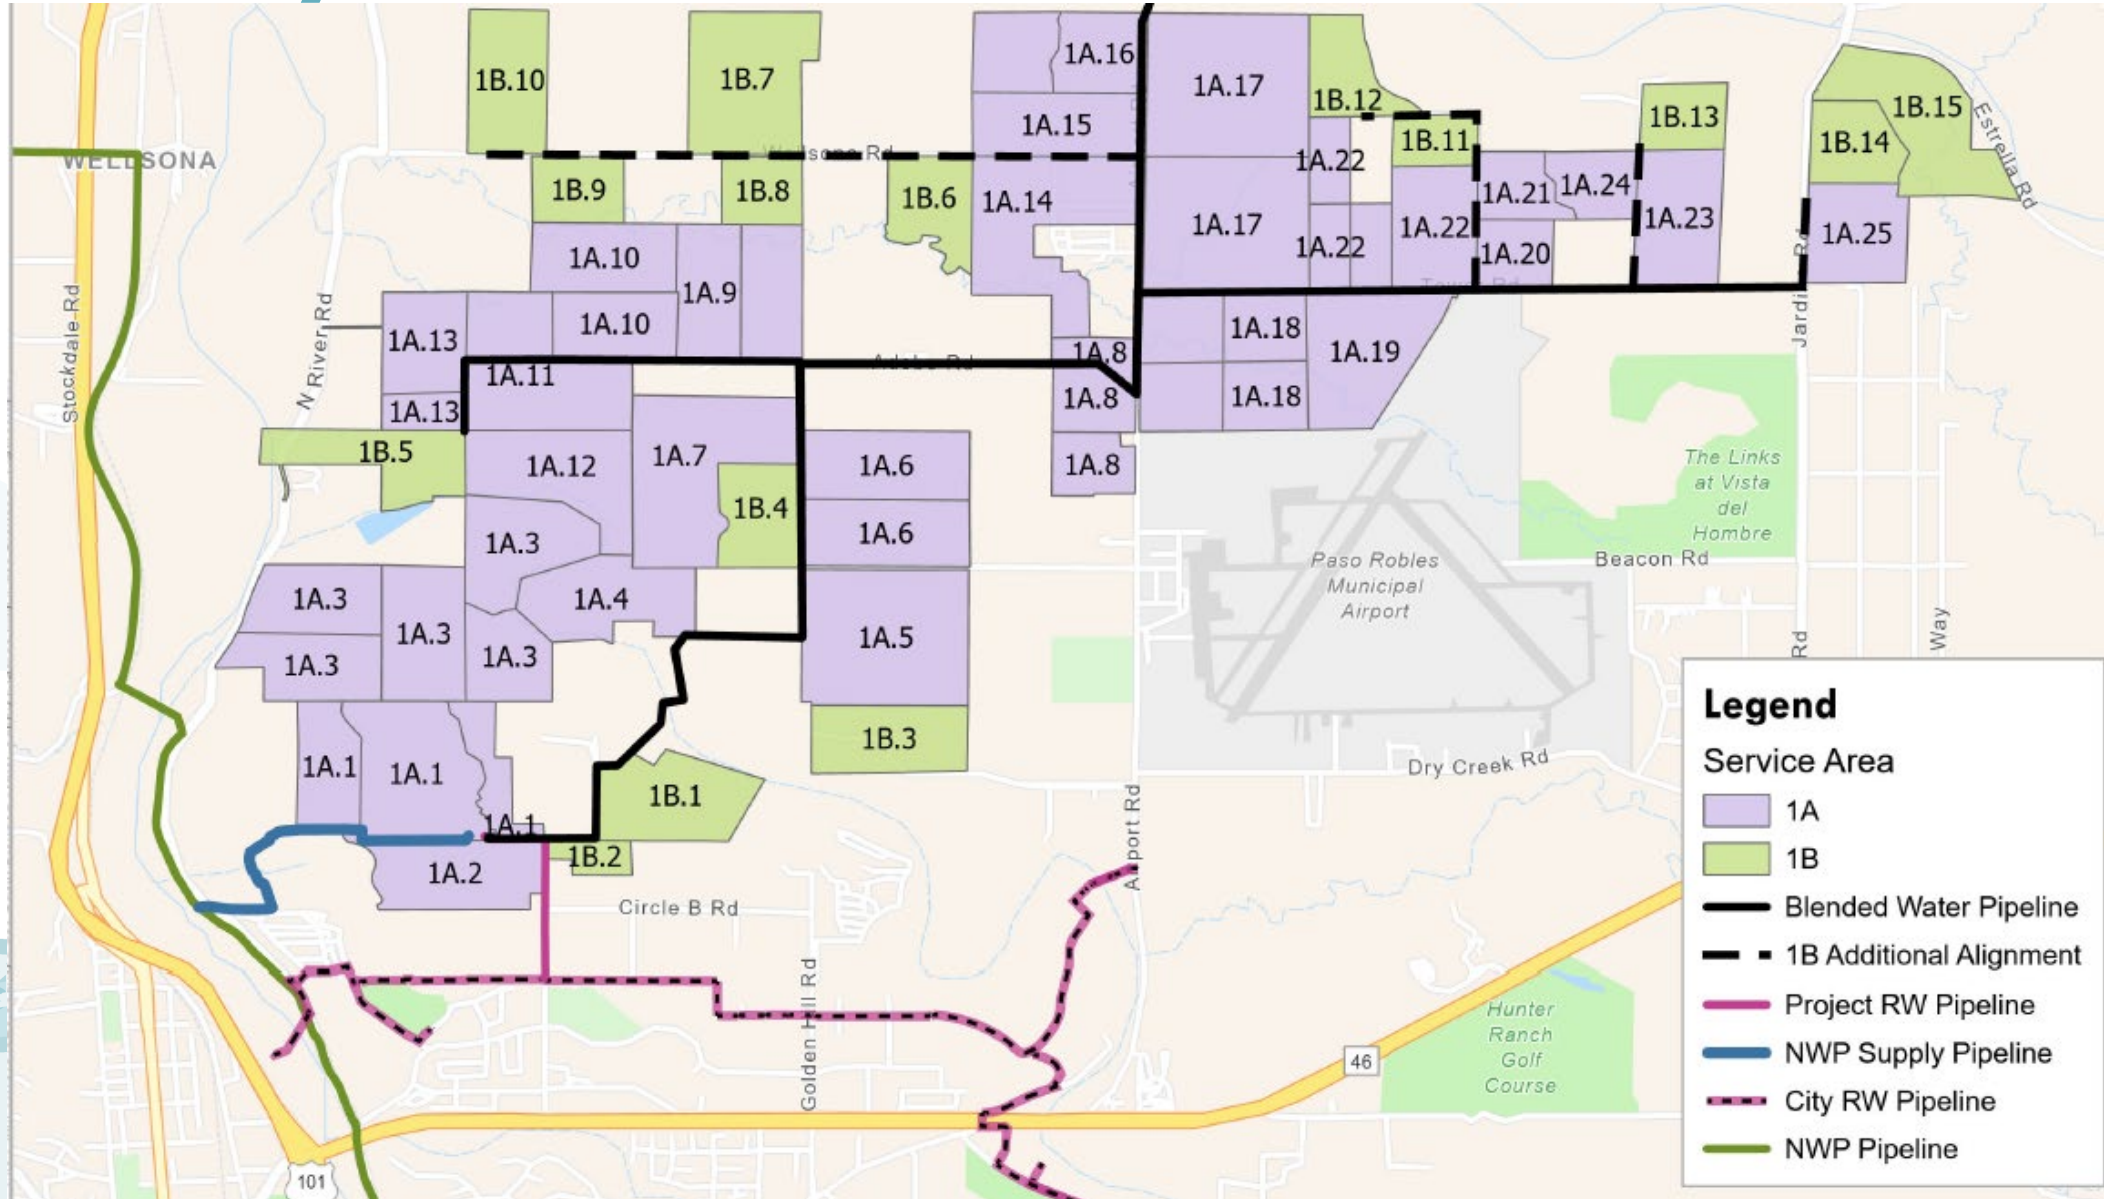 1B.10
1B.7
1A.16
1A.17
1B.12
1B.13
1B.15
1A.15
1B.11
1B.14
Estrella Rd
WELLSONA
Wellsona Rd
1A.22
1B.9
1B.8
1B.6
1A.14
1A.21
1A.24
1A.17
1A.22
1A.23
1A.25
1A.22
1A.20
1A.10
1A.9
Stockdale Rd
N River Rd
1A.13
1A.10
1A.18
1A.19
Jardi
Rd
1A.8
Adobe Rd
1A.11
1A.13
1A.8
1A.18
1B.5
1A.12
1A.7
1A.6
1A.8
The Links
at Vista
del
Hombre
1B.4
1A.6
1A.3
Paso Robles
Municipal
Airport
Beacon Rd
1A.3
1A.4
1A.3
1A.5
1A.3
1A.3
Rd
Way
1B.3
Dry Creek Rd
1A.1
1A.1
1B.1
1A.1
Airport Rd
1B.2
1A.2
Circle B Rd
Golden Hill Rd
Hunter
Ranch
Golf
Course
46
101
Legend
Service Area
1A
1B
Blended Water Pipeline
1B Additional Alignment
Project RW Pipeline
NWP Supply Pipeline
City RW Pipeline
NWP Pipeline